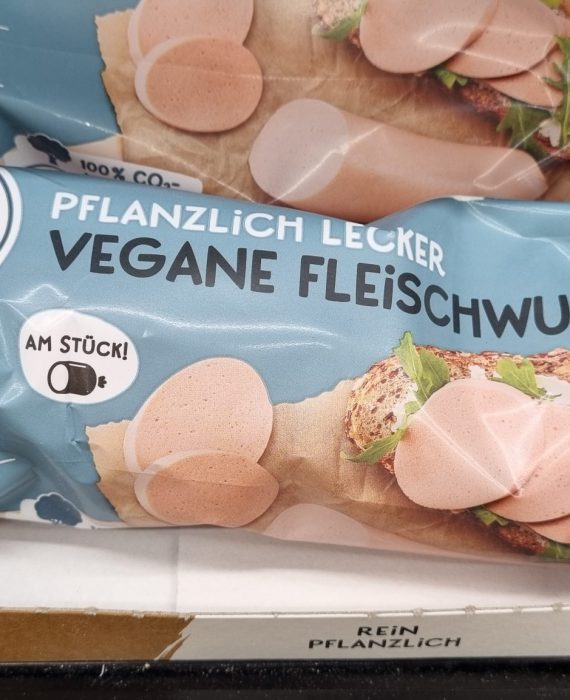 100% CO₂-
PFLANZLiCH LECKER
VEGANE FLEiSCHWU
AM STÜCK!
REiN
PFLANZLiCH